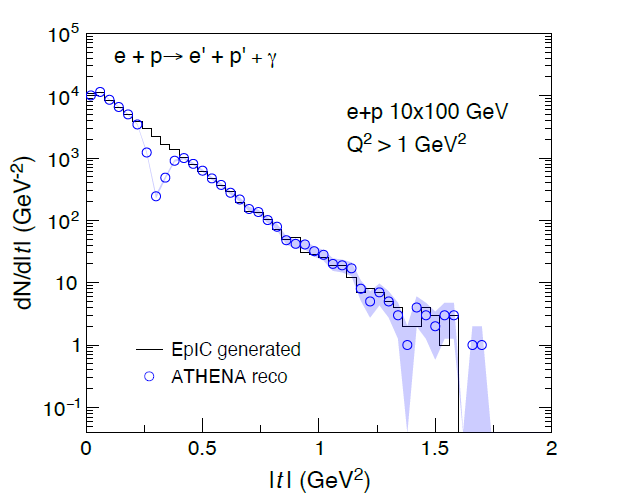 e + p → e' + p' + γ
e+p 10x100 GeV
Q² > 1 GeV²
dN/d|t| (GeV⁻²)
10⁵
10⁴
10³
10²
10
1
10⁻¹
EpIC generated
ATHENA reco
0 0.5 1 1.5 2
|t| (GeV²)